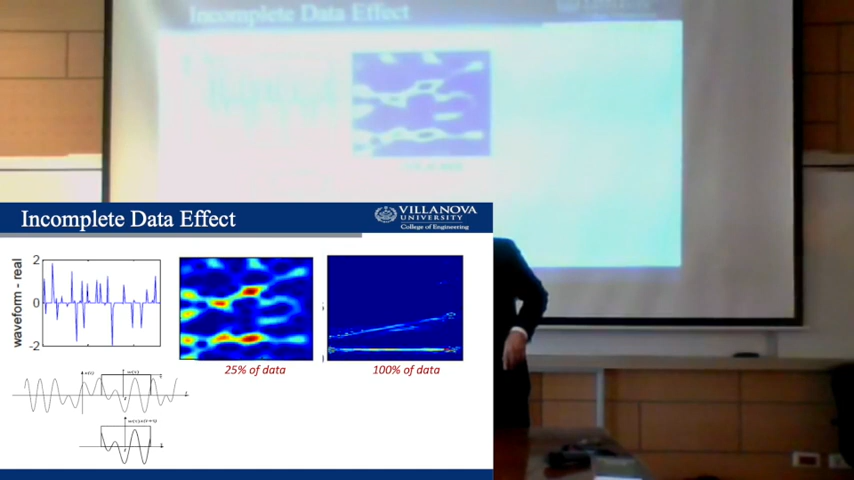 Incomplete Data Effect
Incomplete Data Effect
VILLANOVA
UNIVERSITY
College of Engineering
waveform - real
2
0
-2
25% of data
100% of data